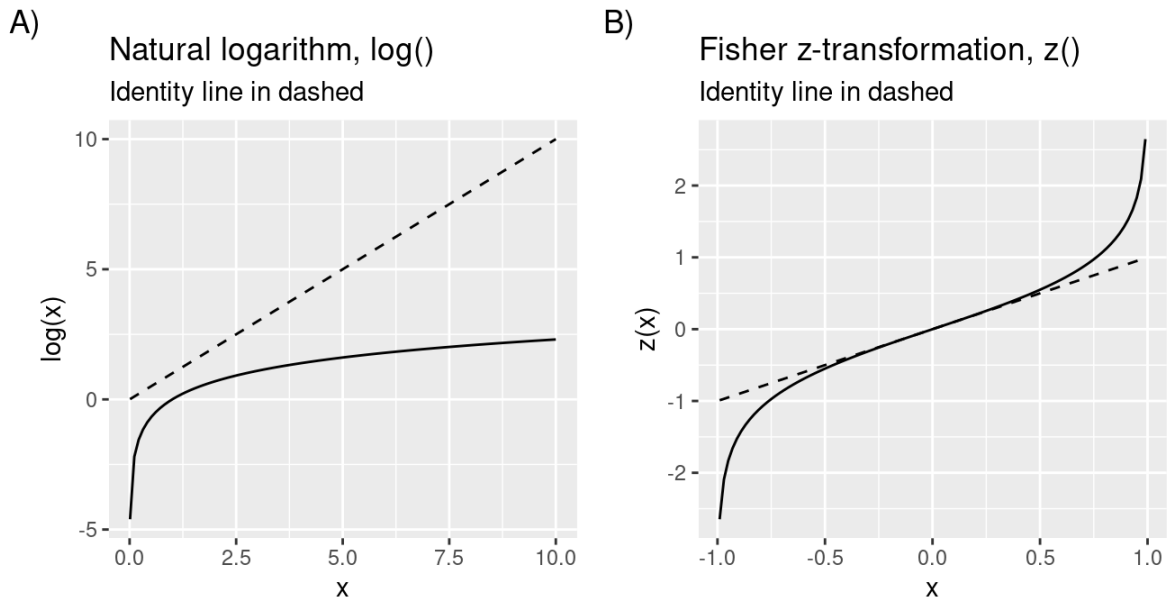 A)
Natural logarithm, log()
Identity line in dashed
10
5
0
-5
log(x)
0.0 2.5 5.0 7.5 10.0
x
B)
Fisher z-transformation, z()
Identity line in dashed
2
1
0
-1
-2
z(x)
-1.0 -0.5 0.0 0.5 1.0
x